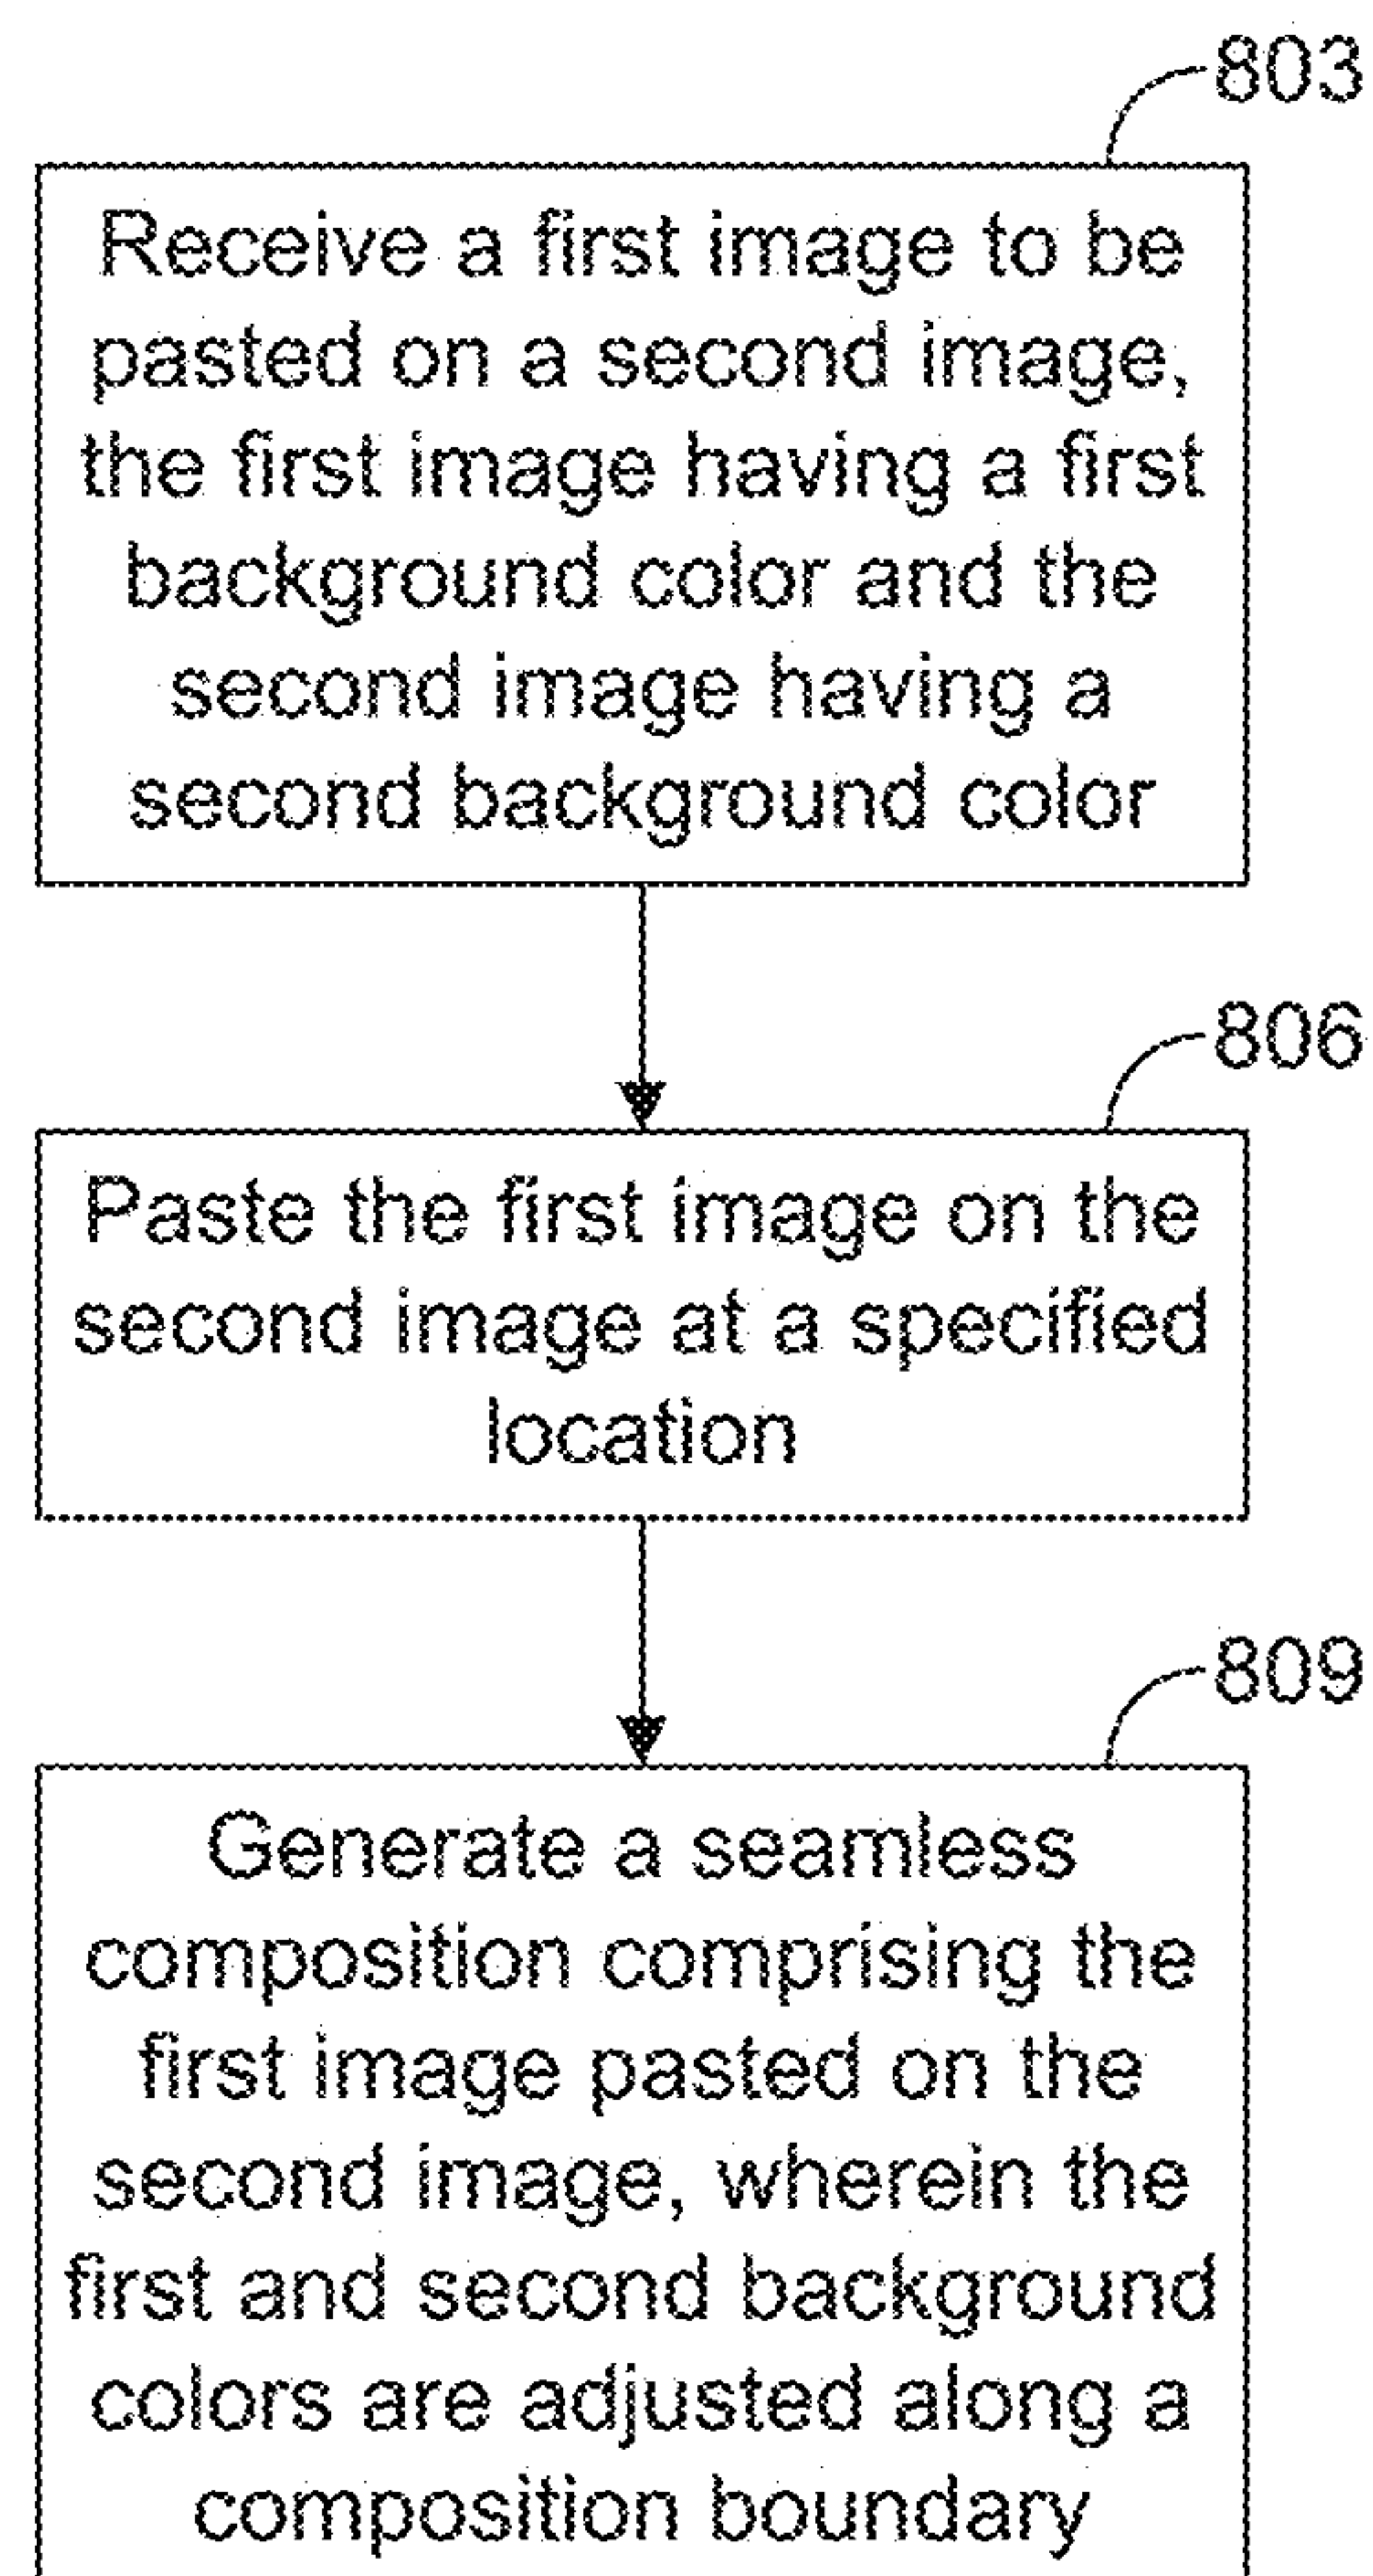 803
Receive a first image to be
pasted on a second image,
the first image having a first
background color and the
second image having a
second background color
806
Paste the first image on the
second image at a specified
location
809
Generate a seamless
composition comprising the
first image pasted on the
second image, wherein the
first and second background
colors are adjusted along a
composition boundary